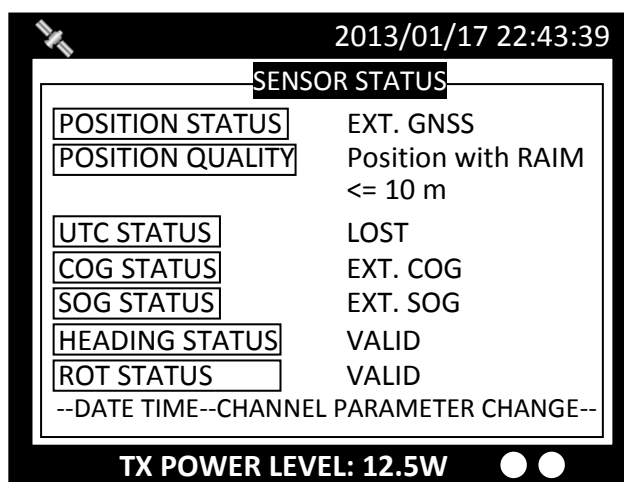 2013/01/17 22:43:39
SENSOR STATUS
POSITION STATUS EXT. GNSS
POSITION QUALITY Position with RAIM
<= 10 m
UTC STATUS LOST
COG STATUS EXT. COG
SOG STATUS EXT. SOG
HEADING STATUS VALID
ROT STATUS VALID
--DATE TIME--CHANNEL PARAMETER CHANGE--
TX POWER LEVEL: 12.5W